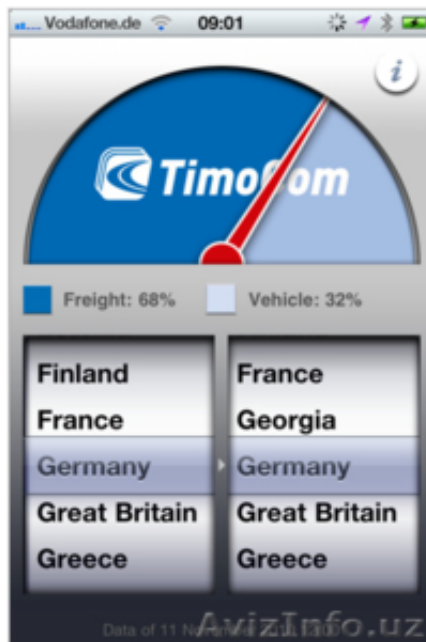 Vodafone.de 09:01
i
TimoCom
Freight: 68% Vehicle: 32%
Finland France
France Georgia
Germany Germany
Great Britain Great Britain
Greece Greece
Data of 11
AvizInfo.uz